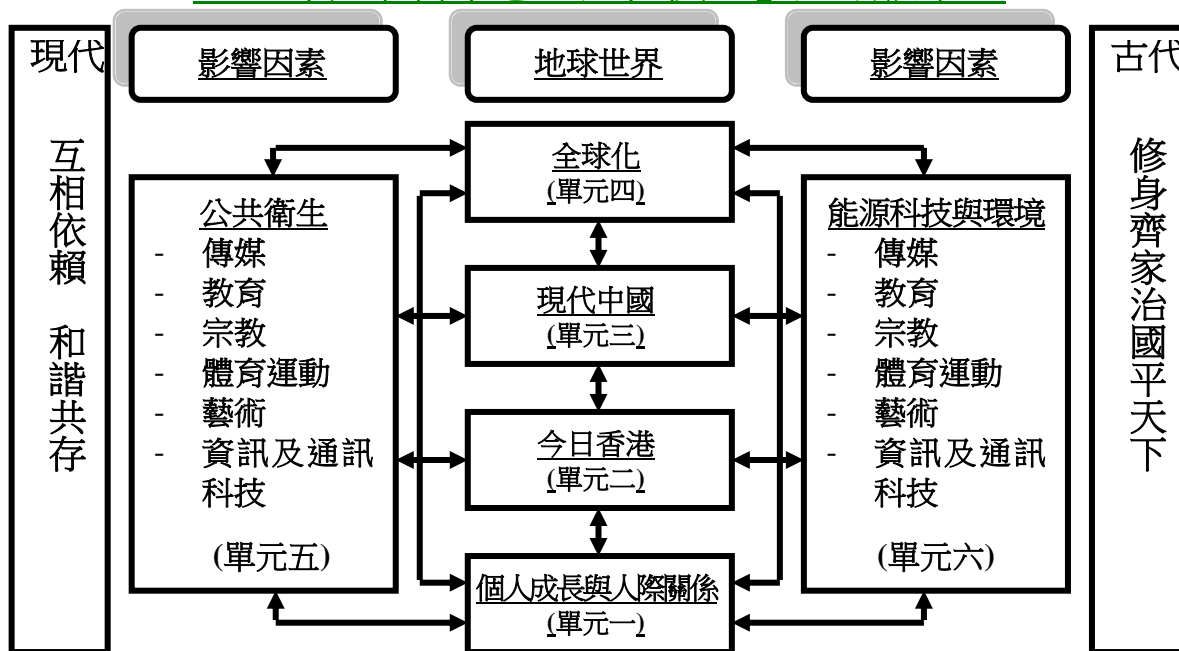 現代
互相依賴 和諧共存
影響因素
公共衛生
- 傳媒
- 教育
- 宗教
- 體育運動
- 藝術
- 資訊及通訊
科技
(單元五)
地球世界
全球化
(單元四)
現代中國
(單元三)
今日香港
(單元二)
個人成長與人際關係
(單元一)
影響因素
能源科技與環境
- 傳媒
- 教育
- 宗教
- 體育運動
- 藝術
- 資訊及通訊
科技
(單元六)
古代
修身齊家治國平天下